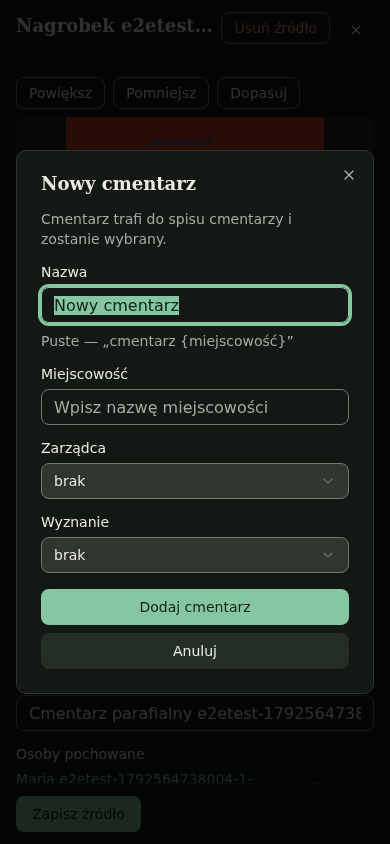 Nagrobek e2etest...
Usuń źródło
Powiększ
Pomniejsz
Dopasuj
Nowy cmentarz
Cmentarz trafi do spisu cmentarzy i
zostanie wybrany.
Nazwa
Nowy cmentarz
Puste — „cmentarz {miejscowość}”
Miejscowość
Wpisz nazwę miejscowości
Zarządca
brak
Wyznanie
brak
Dodaj cmentarz
Anuluj
Cmentarz parafialny e2etest-1792564738
Osoby pochowane
Maria e2etest-1792564738004-1-
Zapisz źródło